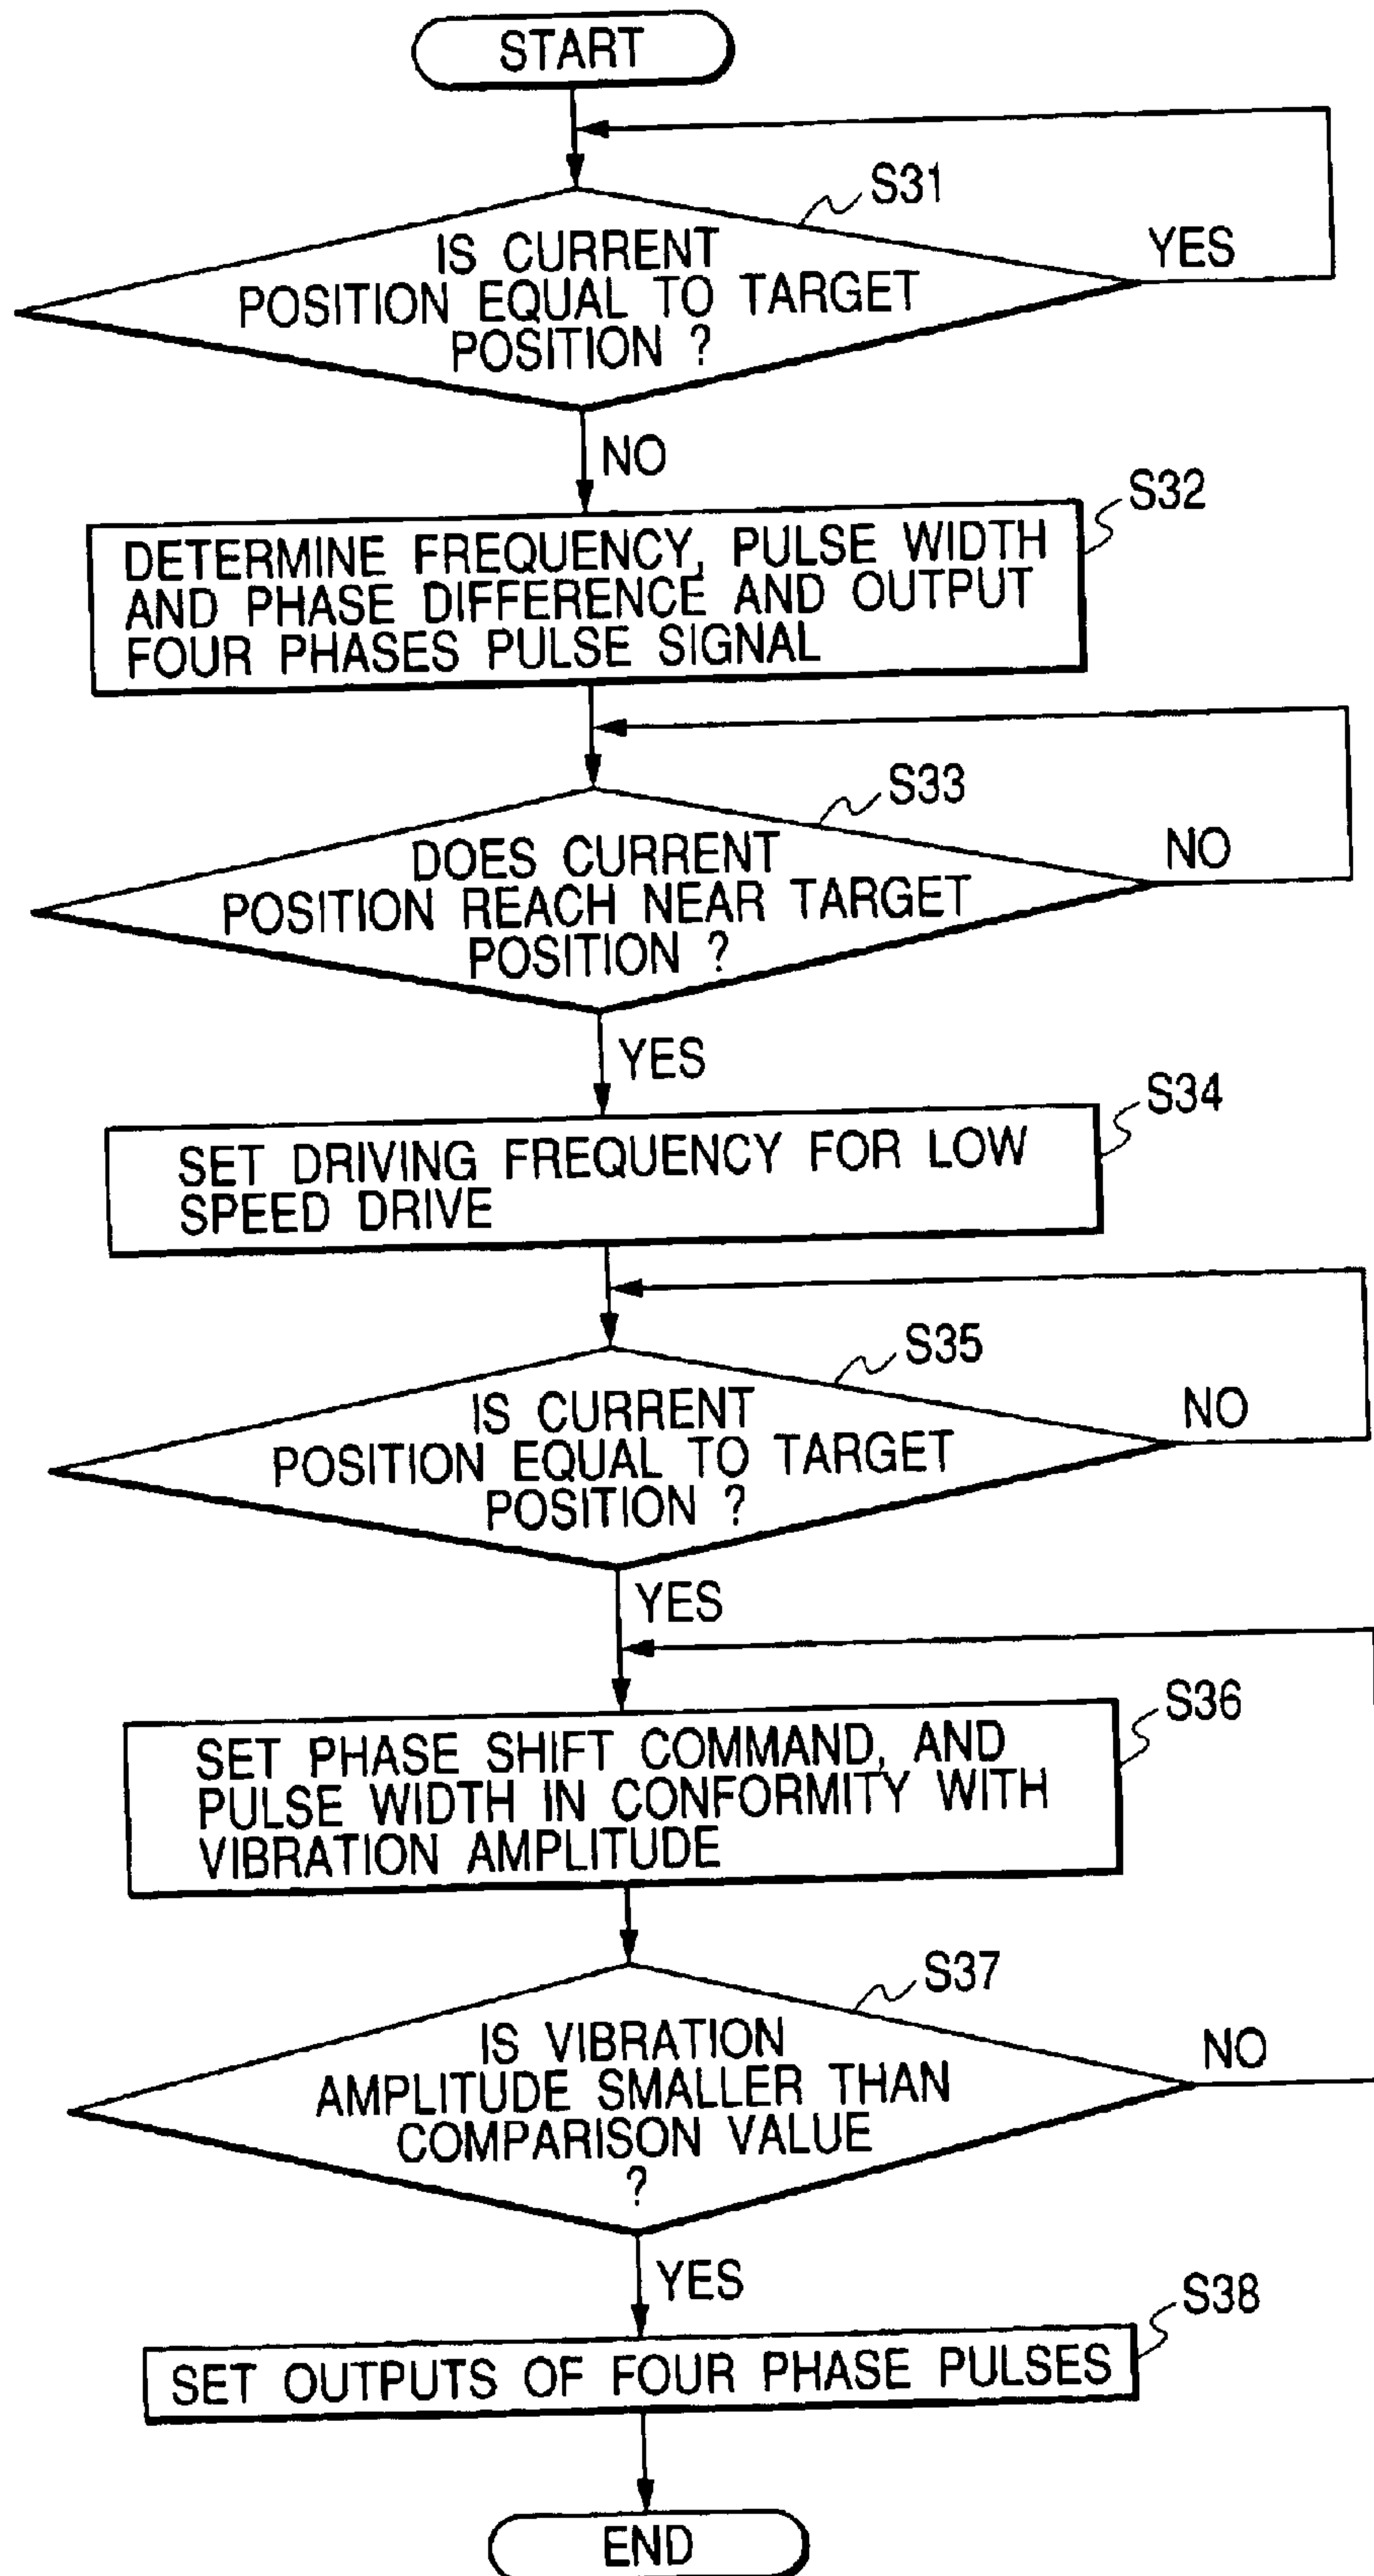 START
S31
IS CURRENT
POSITION EQUAL TO TARGET
POSITION ?
YES
NO
S32
DETERMINE FREQUENCY, PULSE WIDTH
AND PHASE DIFFERENCE AND OUTPUT
FOUR PHASES PULSE SIGNAL
S33
DOES CURRENT
POSITION REACH NEAR TARGET
POSITION ?
NO
YES
S34
SET DRIVING FREQUENCY FOR LOW
SPEED DRIVE
S35
IS CURRENT
POSITION EQUAL TO TARGET
POSITION ?
NO
YES
S36
SET PHASE SHIFT COMMAND, AND
PULSE WIDTH IN CONFORMITY WITH
VIBRATION AMPLITUDE
S37
IS VIBRATION
AMPLITUDE SMALLER THAN
COMPARISON VALUE
?
NO
YES
S38
SET OUTPUTS OF FOUR PHASE PULSES
END